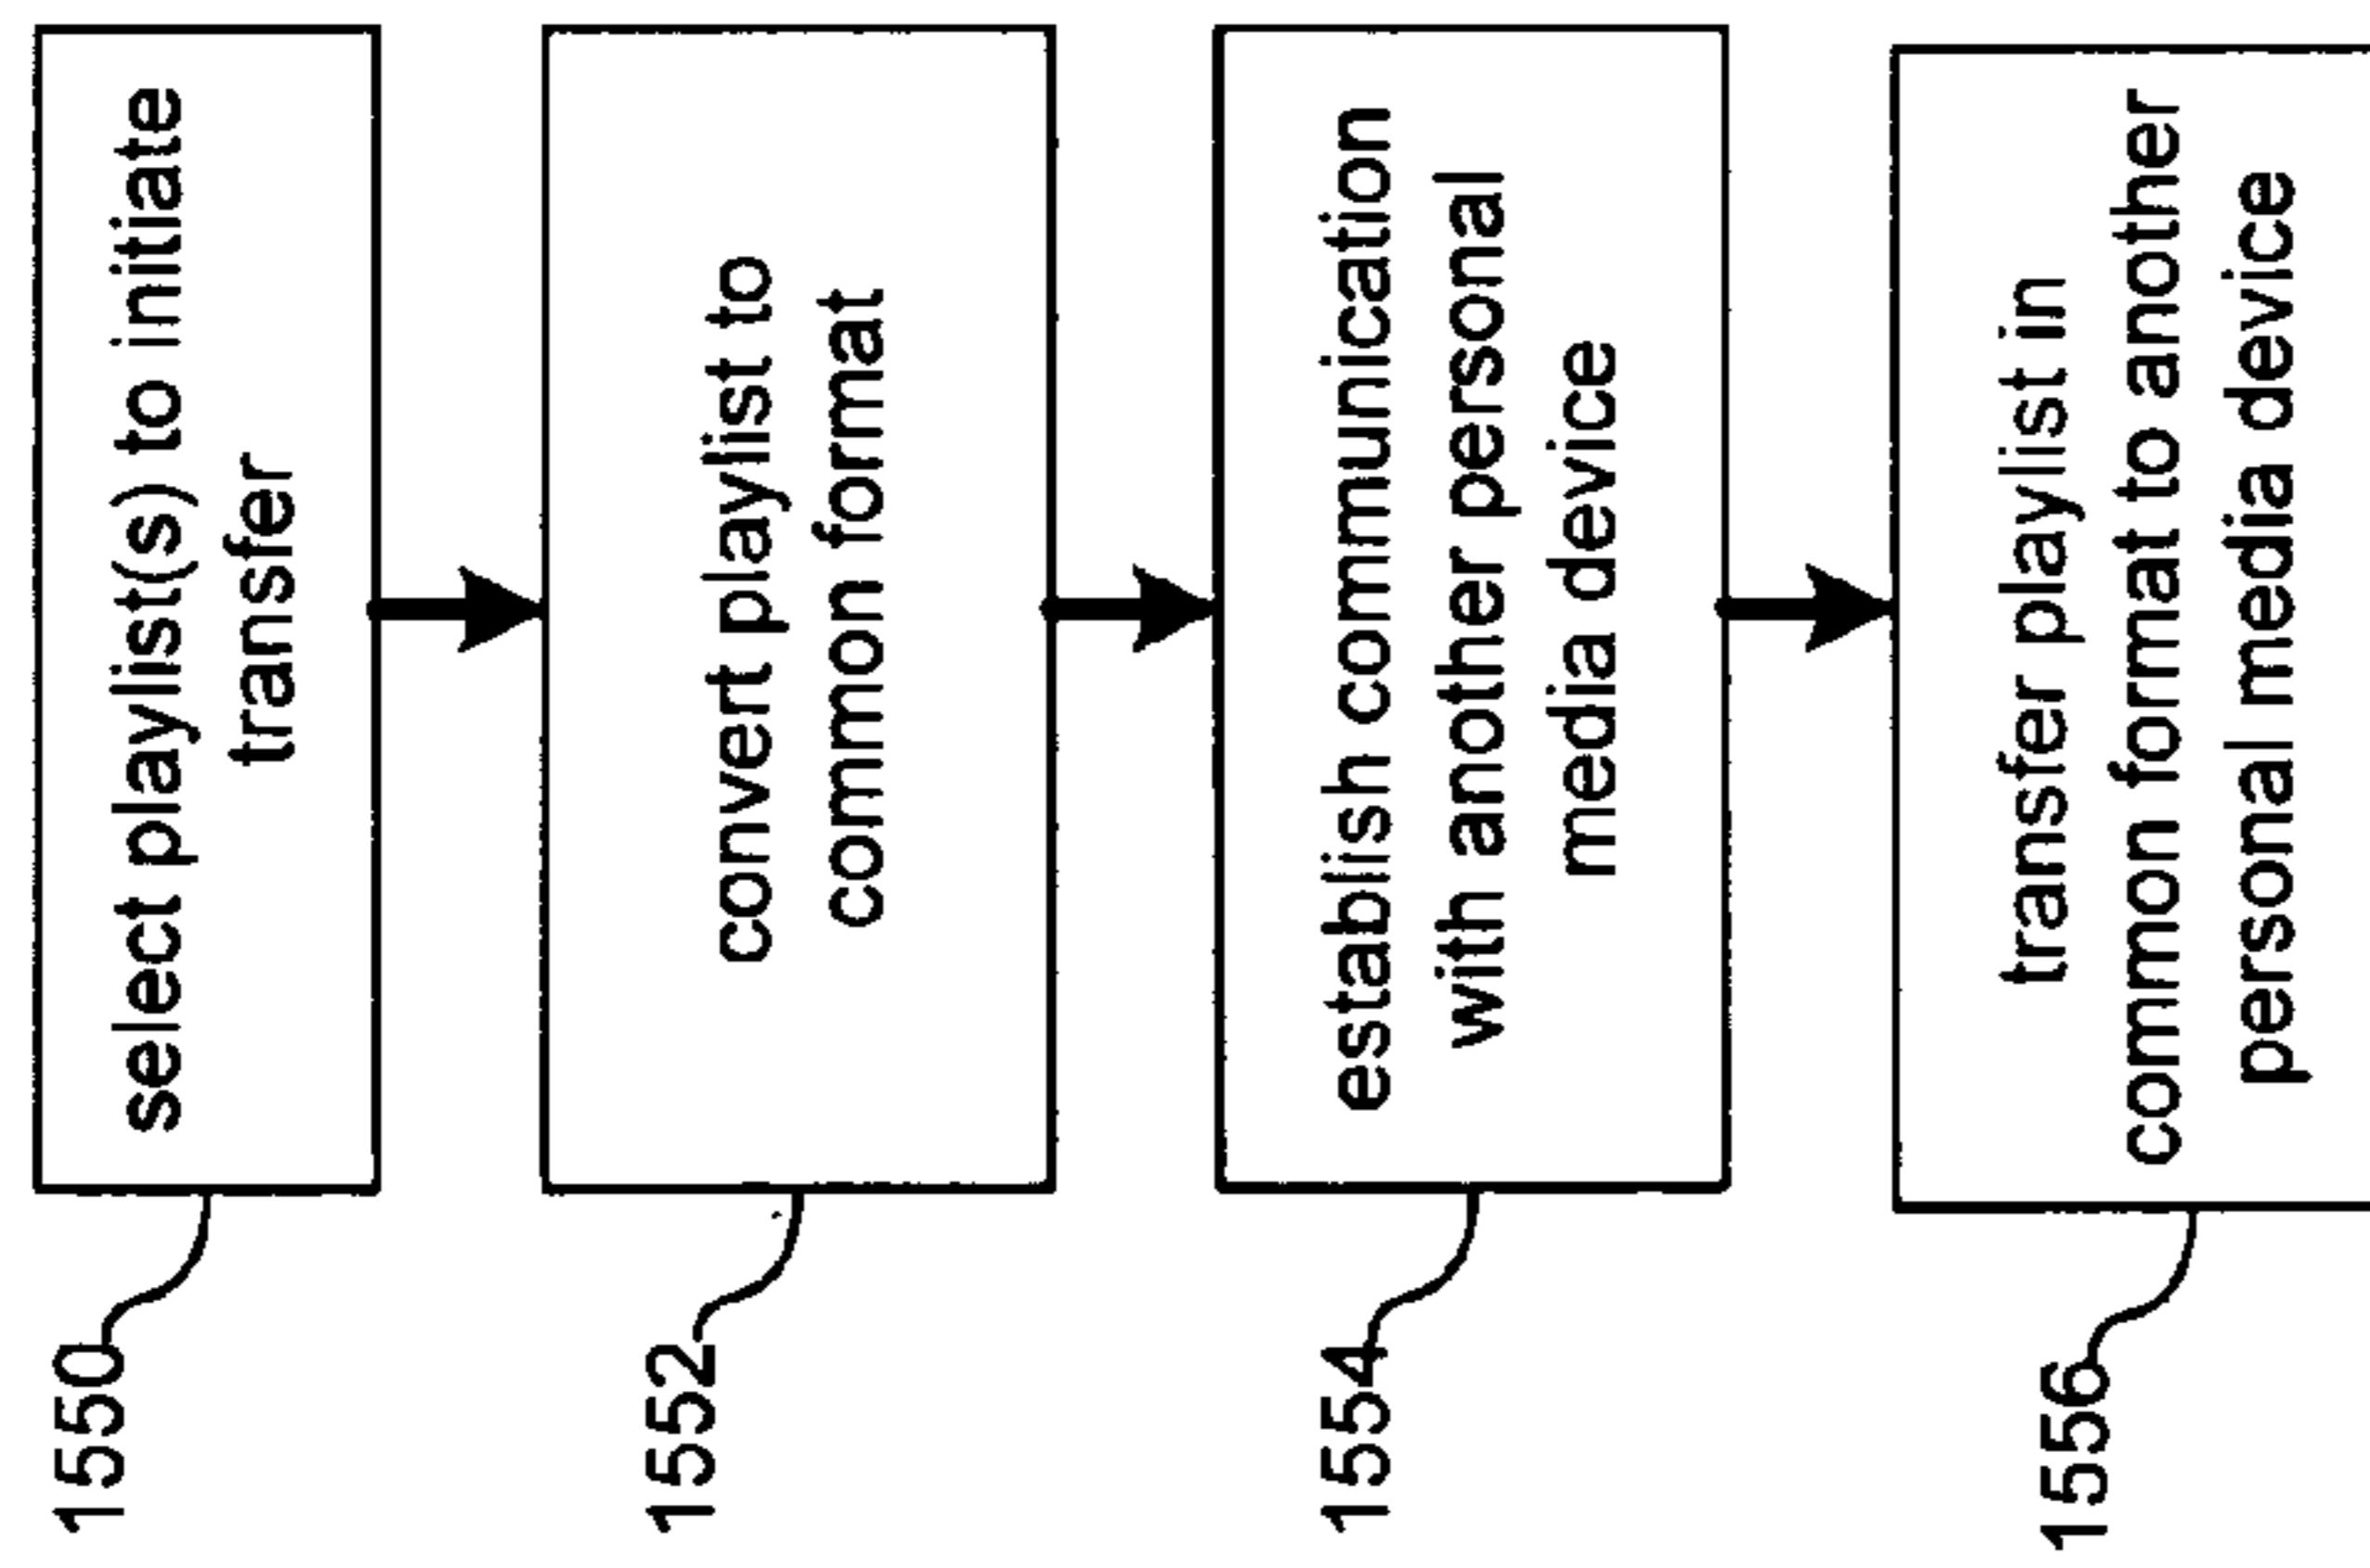 1550
select playlist(s) to initiate
transfer
1552
convert playlist to
common format
1554
establish communication
with another personal
media device
1556
transfer playlist in
common format to another
personal media device